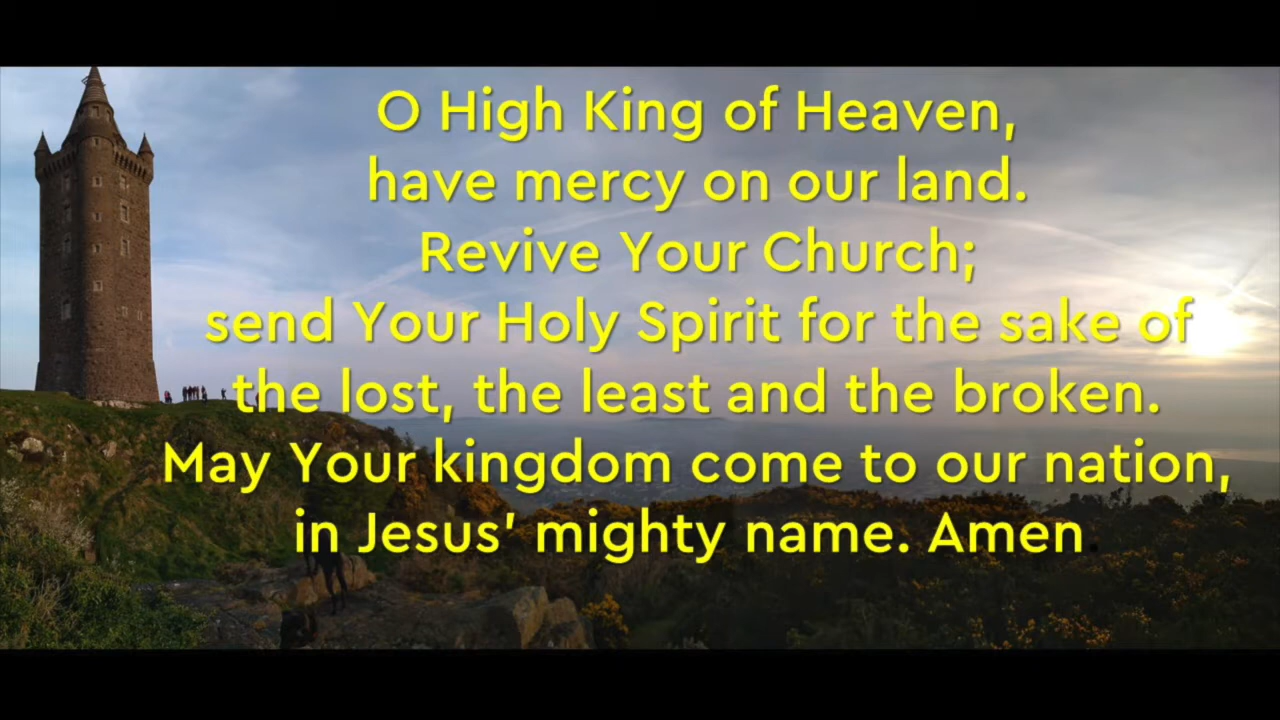 O High King of Heaven,
have mercy on our land.
Revive Your Church;
send Your Holy Spirit for the sake of
the lost, the least and the broken.
May Your kingdom come to our nation,
in Jesus’ mighty name. Amen.